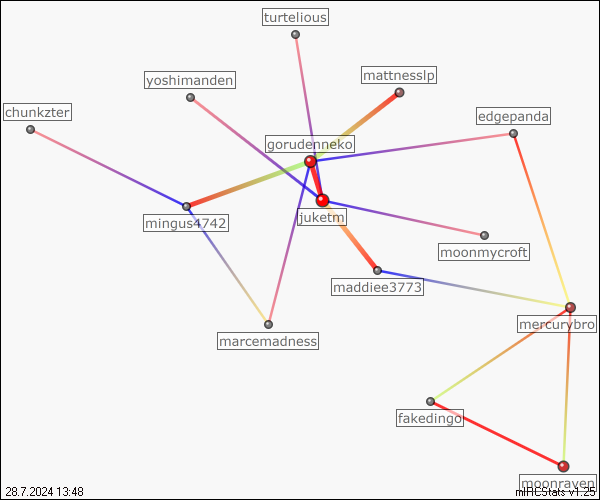 turtelious
mattnesslp
yoshimanden
chunkzter
edgepanda
gorudenneko
juketm
mingus4742
moonmycroft
maddiee3773
mercurybro
marcemadness
fakedingo
moonraven
28.7.2024 13:48
mIRCStats v1.25